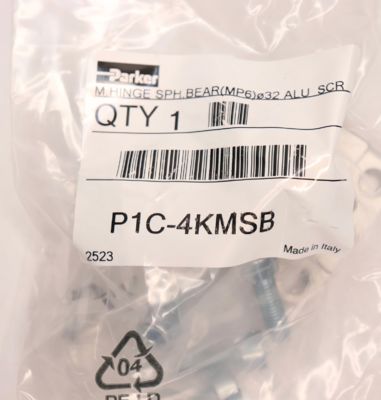 Parker
M.HINGE SPH.BEAR(MP6)ø32 ALU SCR
QTY 1
P1C-4KMSB
2523
Made in Italy
04
PE-LD